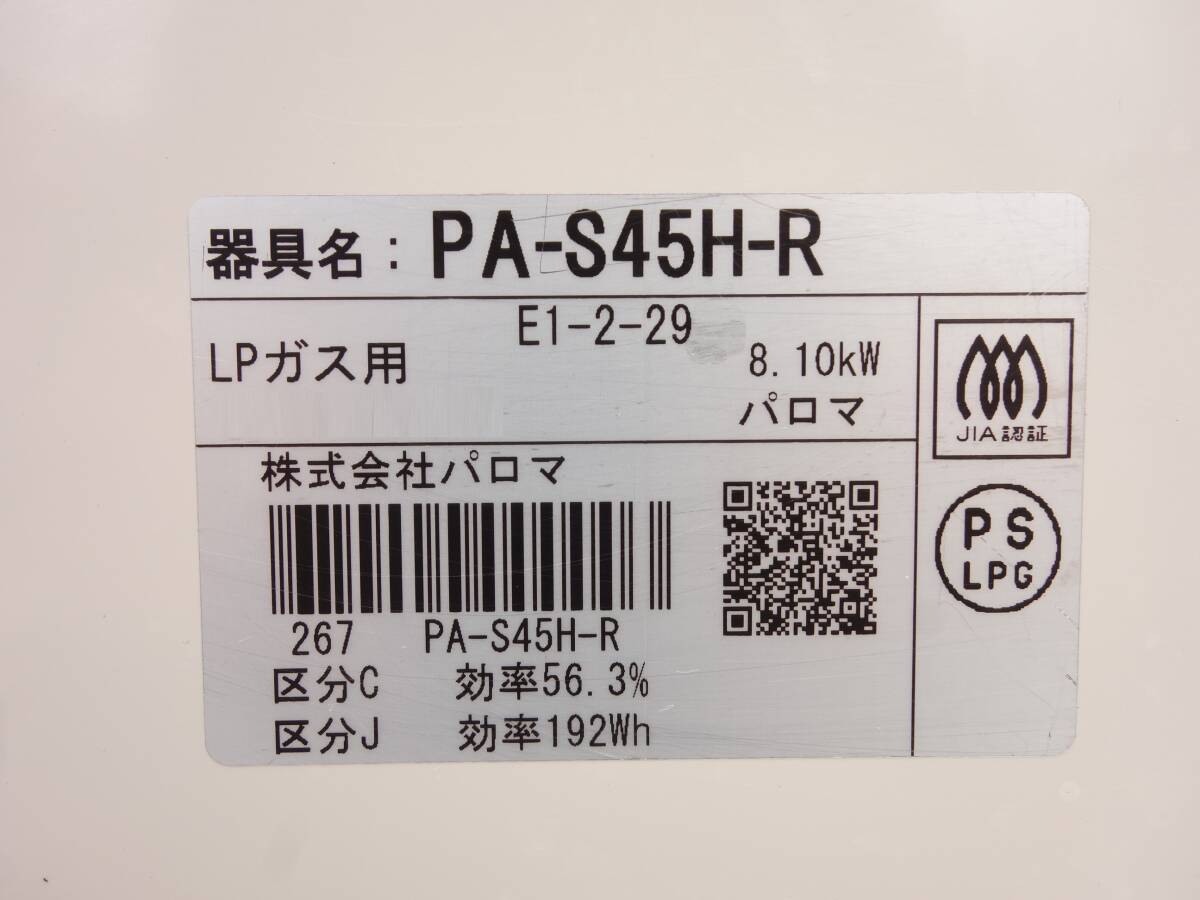 器具名：PA-S45H-R
E1-2-29
LPガス用
8.10kW
パロマ
JIA認証
株式会社パロマ
267 PA-S45H-R
区分C 効率56.3%
区分J 効率192Wh
PS
LPG